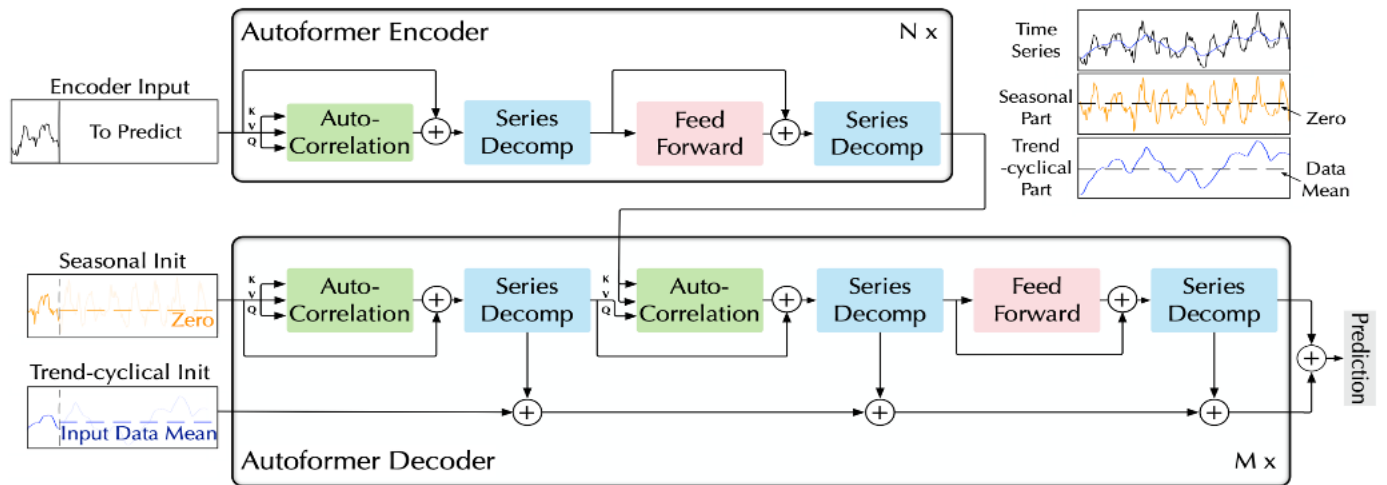 Autoformer Encoder
N x
Encoder Input
To Predict
K
V
Q
Auto-
Correlation
+
Series
Decomp
Feed
Forward
+
Series
Decomp
Time
Series
Seasonal
Part
Zero
Trend
-cyclical
Part
Data
Mean
Seasonal Init
Zero
K
V
Q
Auto-
Correlation
+
Series
Decomp
K
V
Q
Auto-
Correlation
+
Series
Decomp
Feed
Forward
+
Series
Decomp
+
Prediction
Trend-cyclical Init
Input Data Mean
+
+
+
Autoformer Decoder
M x